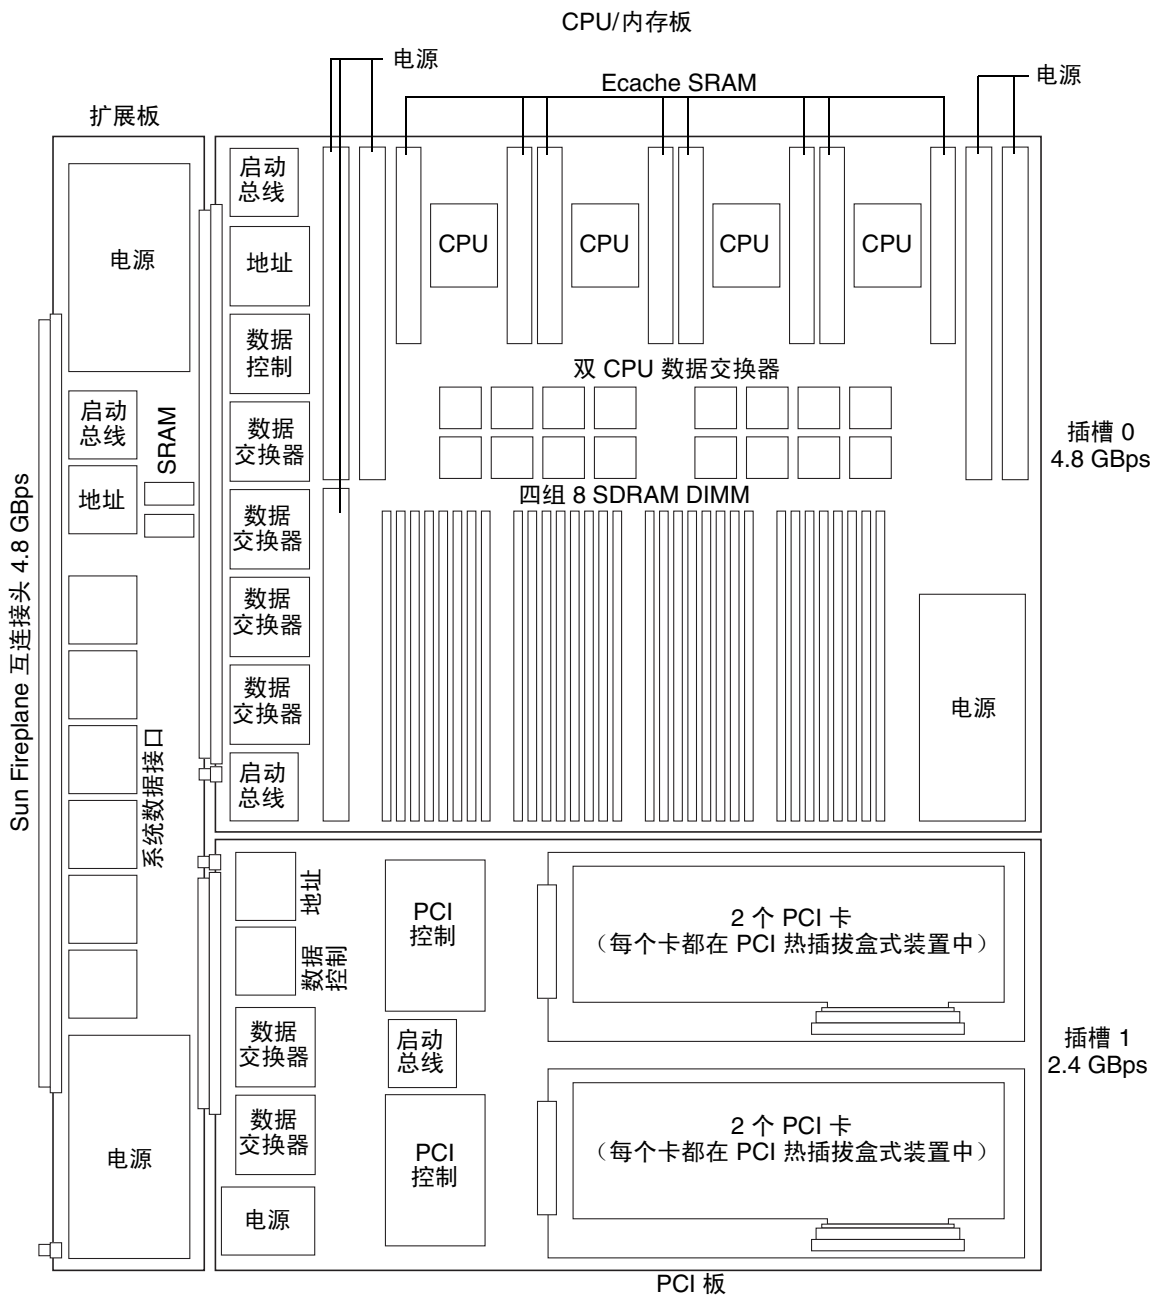 CPU/内存板
电源
Ecache SRAM
电源
扩展板
电源
启动
总线
SRAM
地址
系统数据接口
电源
Sun Fireplane 互连接头 4.8 GBps
启动
总线
地址
数据
控制
数据
交换器
数据
交换器
数据
交换器
数据
交换器
启动
总线
CPU
CPU
CPU
CPU
双 CPU 数据交换器
四组 8 SDRAM DIMM
电源
插槽 0
4.8 GBps
地址
数据
控制
数据
交换器
数据
交换器
电源
PCI
控制
启动
总线
PCI
控制
2 个 PCI 卡
（每个卡都在 PCI 热插拔盒式装置中）
2 个 PCI 卡
（每个卡都在 PCI 热插拔盒式装置中）
插槽 1
2.4 GBps
PCI 板